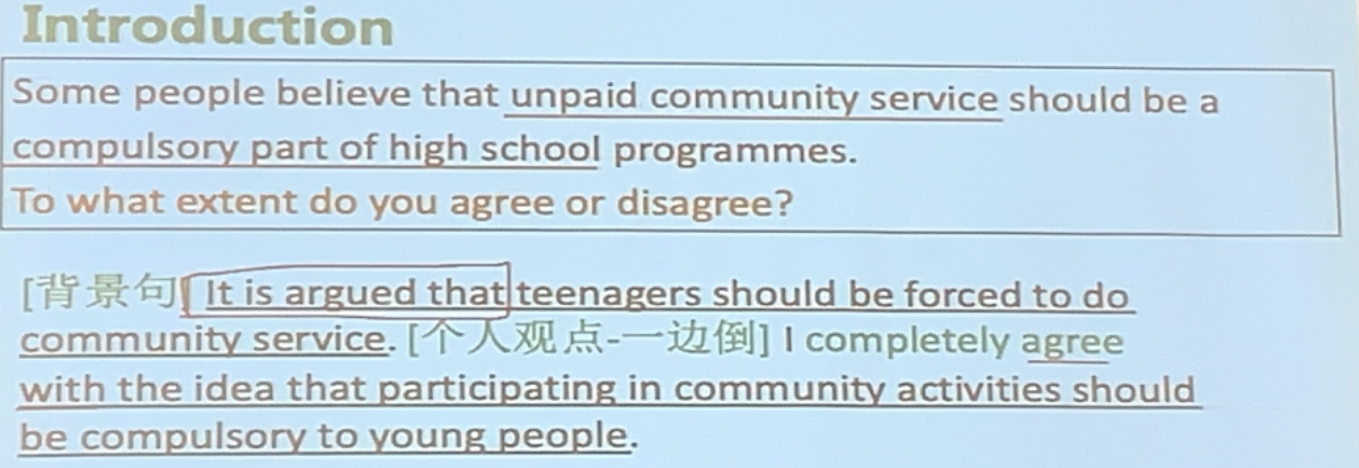 Introduction
Some people believe that unpaid community service should be a
compulsory part of high school programmes.
To what extent do you agree or disagree?
[背景句] It is argued that teenagers should be forced to do
community service. [个人观点-一边倒] I completely agree
with the idea that participating in community activities should
be compulsory to young people.